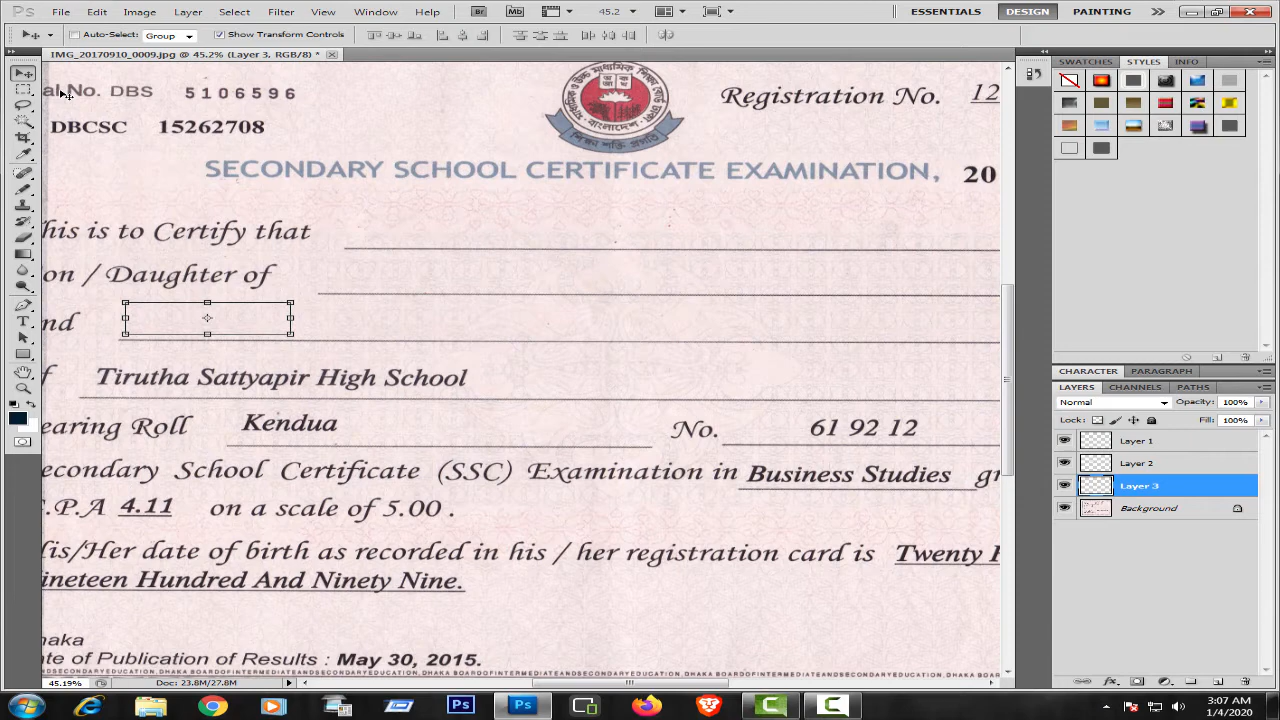 Ps File Edit Image Layer Select Filter View Window Help Br Mb 45.2 ESSENTIALS DESIGN PAINTING
Auto-Select: Group Show Transform Controls
IMG_20170910_0009.jpg @ 45.2% (Layer 3, RGB/8) *
SWATCHES STYLES INFO
al No. DBS 5106596
Registration No. 12
DBCSC 15262708
SECONDARY SCHOOL CERTIFICATE EXAMINATION, 20
his is to Certify that
on / Daughter of
nd
f Tirutha Sattyapir High School
earing Roll Kendua No. 61 92 12
econdary School Certificate (SSC) Examination in Business Studies gr
.P.A 4.11 on a scale of 5.00 .
is/Her date of birth as recorded in his / her registration card is Twenty
ineteen Hundred And Ninety Nine.
haka
te of Publication of Results : May 30, 2015.
CHARACTER PARAGRAPH
LAYERS CHANNELS PATHS
Normal Opacity: 100%
Lock: Fill: 100%
Layer 1
Layer 2
Layer 3
Background
45.19% Doc: 23.8M/27.8M
3:07 AM
1/4/2020